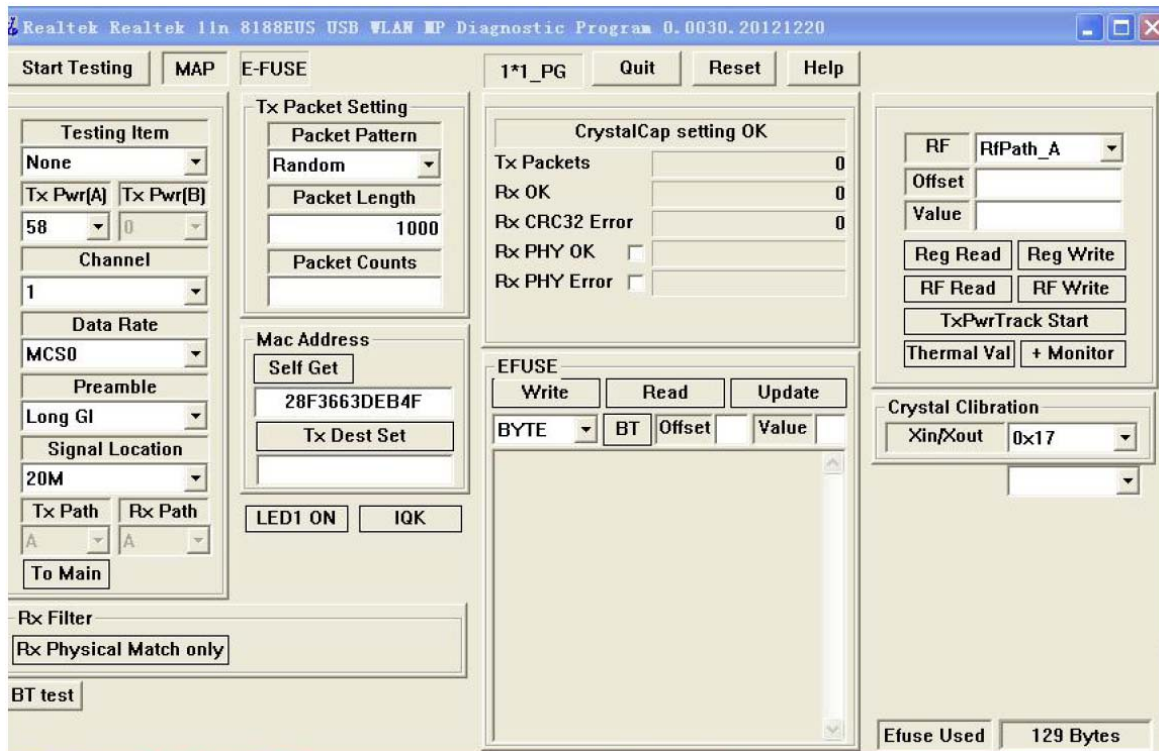 Realtek Realtek 11n 8188EUS USB WLAN MP Diagnostic Program 0.0030.20121220
Start Testing MAP E-FUSE 1*1_PG Quit Reset Help
Testing Item
None
Tx Pwr(A) Tx Pwr(B)
58 0
Channel
1
Data Rate
MCS0
Preamble
Long GI
Signal Location
20M
Tx Path Rx Path
A A
To Main
Rx Filter
Rx Physical Match only
BT test
Tx Packet Setting
Packet Pattern
Random
Packet Length
1000
Packet Counts
Mac Address
Self Get
28F3663DEB4F
Tx Dest Set
LED1 ON IQK
CrystalCap setting OK
Tx Packets 0
Rx OK 0
Rx CRC32 Error 0
Rx PHY OK
Rx PHY Error
EFUSE
Write Read Update
BYTE BT Offset Value
RF RfPath_A
Offset
Value
Reg Read Reg Write
RF Read RF Write
TxPwrTrack Start
Thermal Val + Monitor
Crystal Clibration
Xin/Xout 0x17
Efuse Used 129 Bytes